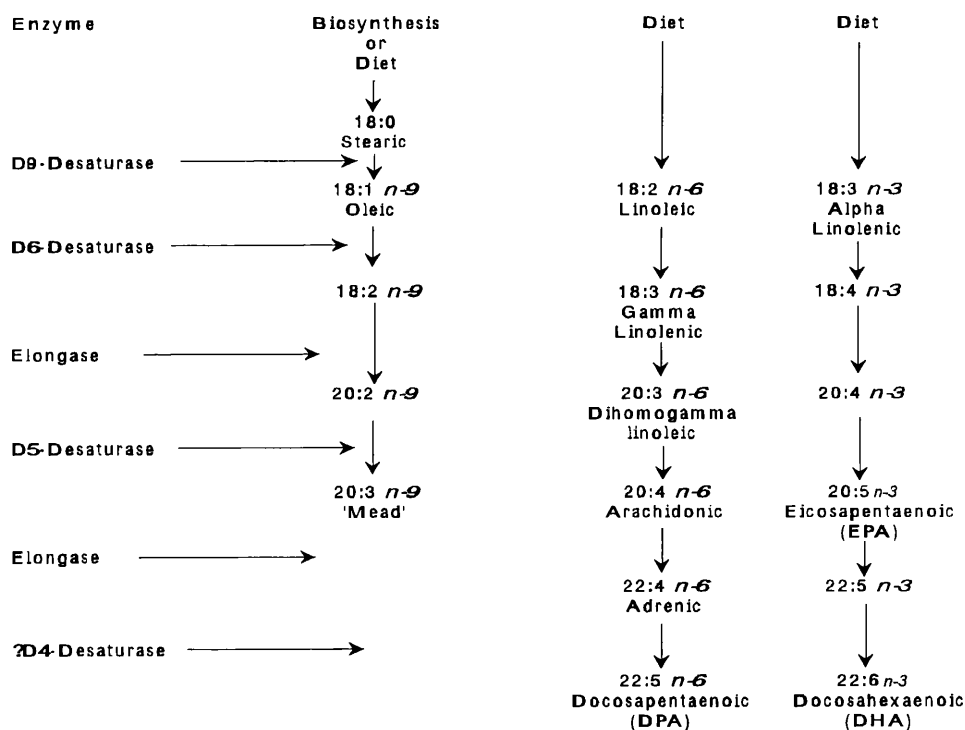 Enzyme
Biosynthesis
or
Diet
Diet
Diet
18:0
Stearic
D9-Desaturase
18:1 n-9
Oleic
18:2 n-6
Linoleic
18:3 n-3
Alpha
Linolenic
D6-Desaturase
18:2 n-9
18:3 n-6
Gamma
Linolenic
18:4 n-3
Elongase
20:2 n-9
20:3 n-6
Dihomogamma
linoleic
20:4 n-3
D5-Desaturase
20:3 n-9
'Mead'
20:4 n-6
Arachidonic
20:5 n-3
Eicosapentaenoic
(EPA)
Elongase
22:4 n-6
Adrenic
22:5 n-3
?D4-Desaturase
22:5 n-6
Docosapentaenoic
(DPA)
22:6 n-3
Docosahexaenoic
(DHA)